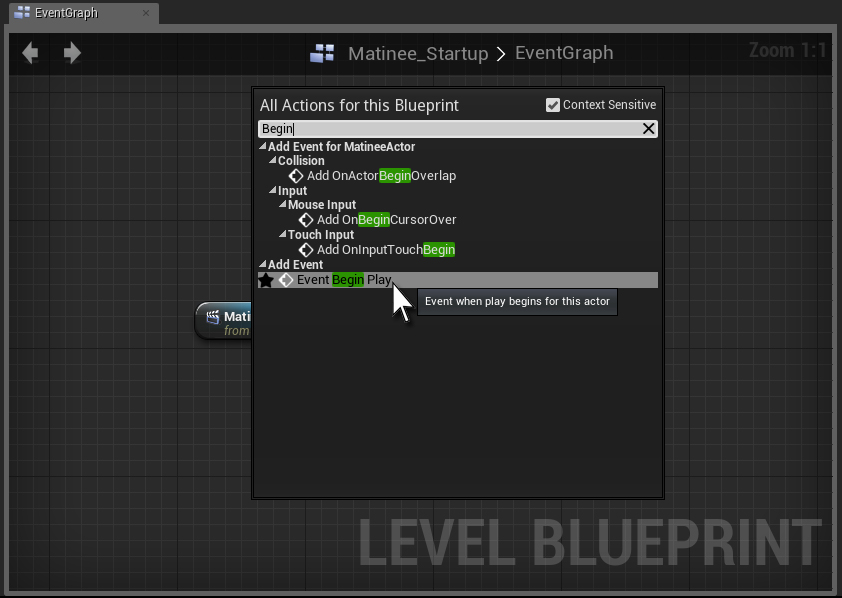 EventGraph
Matinee_Startup > EventGraph
Zoom 1:1
All Actions for this Blueprint
Context Sensitive
Begin
Add Event for MatineeActor
Collision
Add OnActorBeginOverlap
Input
Mouse Input
Add OnBeginCursorOver
Touch Input
Add OnInputTouchBegin
Add Event
Event Begin Play
Event when play begins for this actor
Matin
from
LEVEL BLUEPRINT